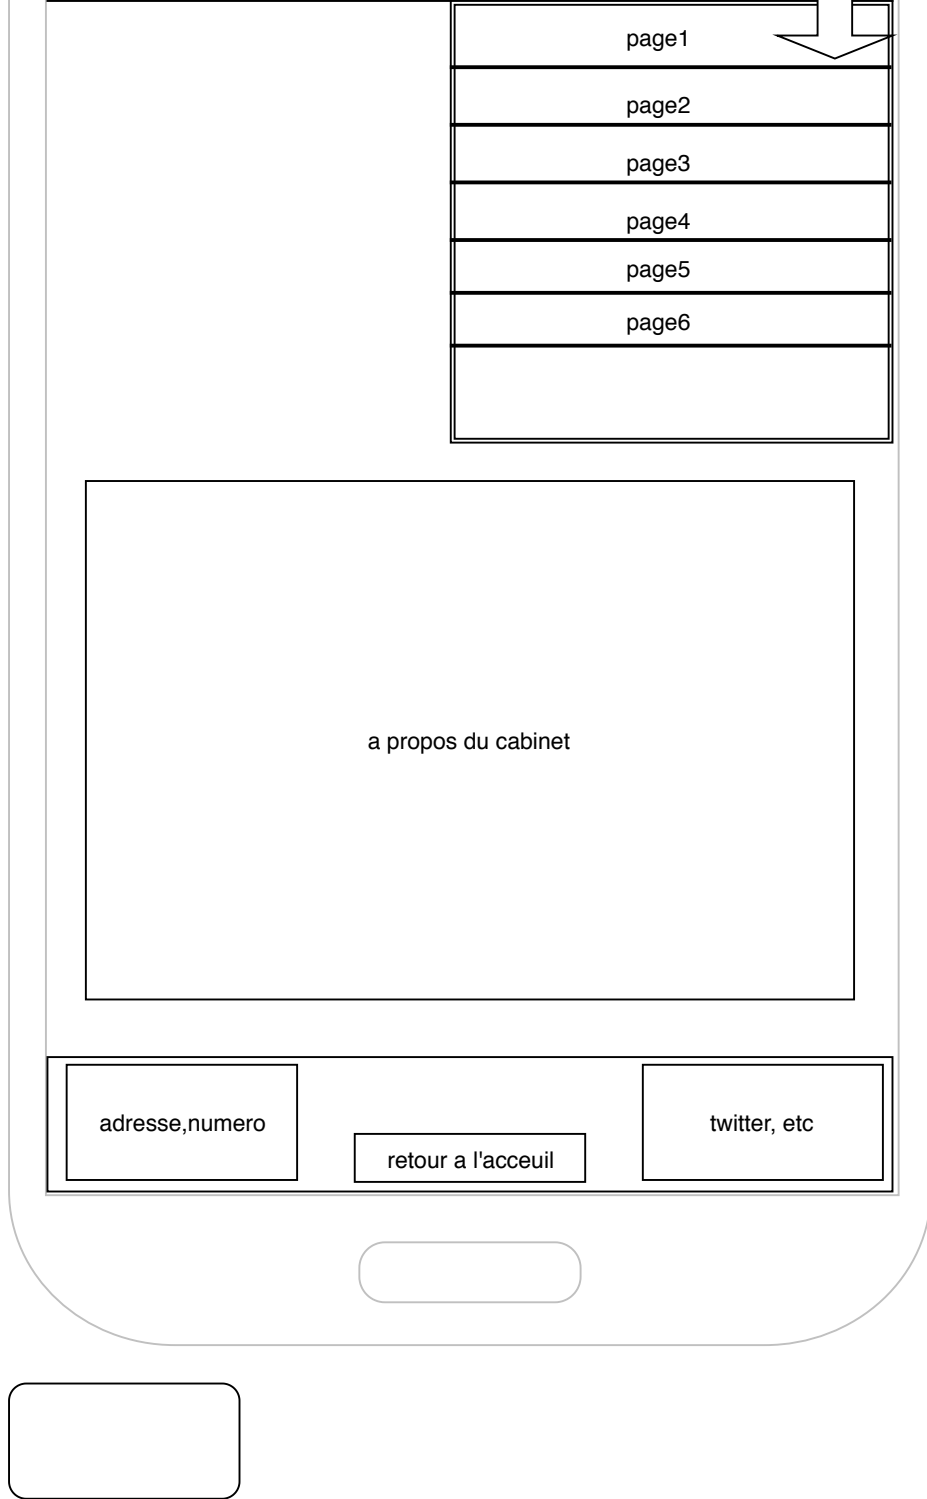 page1
page2
page3
page4
page5
page6
a propos du cabinet
adresse,numero
twitter, etc
retour a l'acceuil